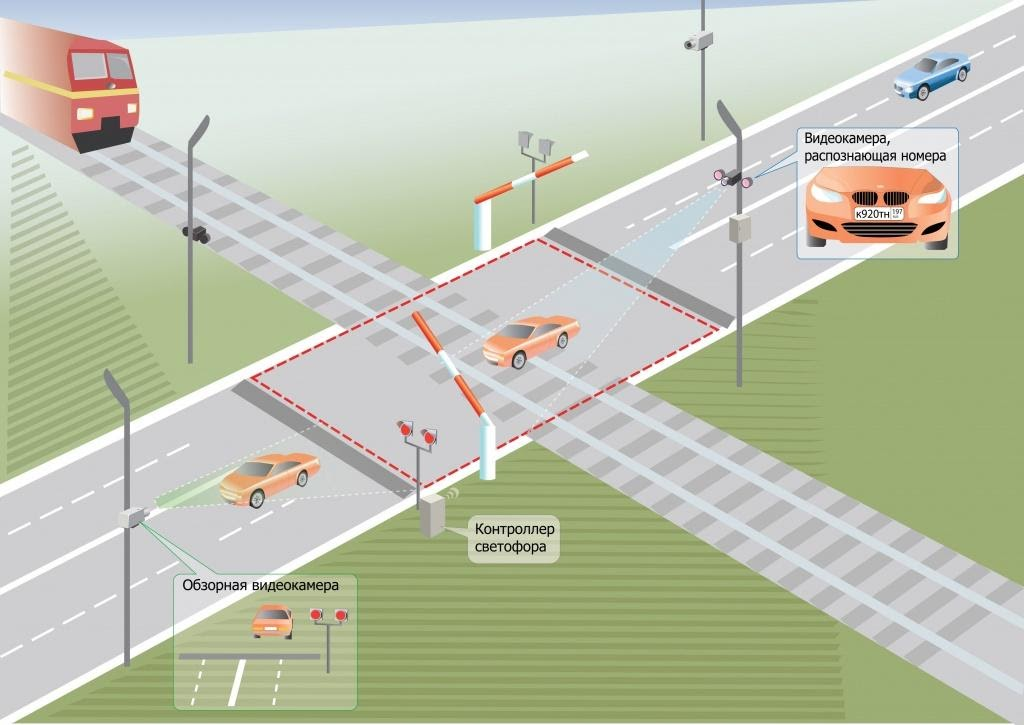 Видеокамера,
распознающая номера
к920тн 197
Контроллер
светофора
Обзорная видеокамера